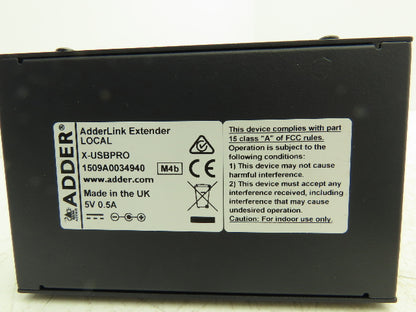 ADDER®
AdderLink Extender
LOCAL
X-USBPRO
1509A0034940
M4b
www.adder.com
Made in the UK
5V 0.5A
This device complies with part
15 class "A" of FCC rules.
Operation is subject to the
following conditions:
1) This device may not cause
harmful interference.
2) This device must accept any
interference received, including
interference that may cause
undesired operation.
Caution: For indoor use only.